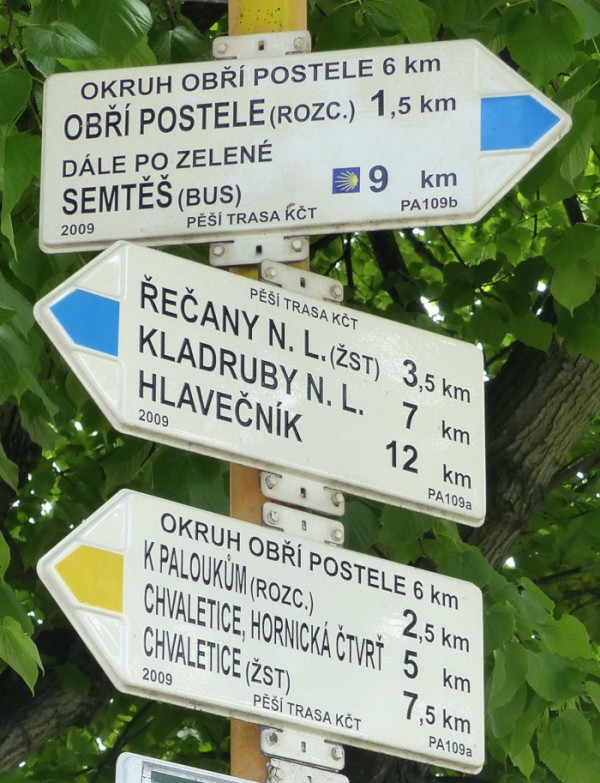 OKRUH OBŘÍ POSTELE 6 km
OBŘÍ POSTELE (ROZC.) 1,5 km
DÁLE PO ZELENÉ
SEMTĚŠ (BUS) 9 km
2009 PĚŠÍ TRASA KČT PA109b
PĚŠÍ TRASA KČT
ŘEČANY N. L. (ŽST) 3,5 km
KLADRUBY N. L. 7 km
HLAVEČNÍK 12 km
2009 PA109a
OKRUH OBŘÍ POSTELE 6 km
K PALOUKŮM (ROZC.) 2,5 km
CHVALETICE, HORNICKÁ ČTVRŤ 5 km
CHVALETICE (ŽST) 7,5 km
2009 PĚŠÍ TRASA KČT PA109a